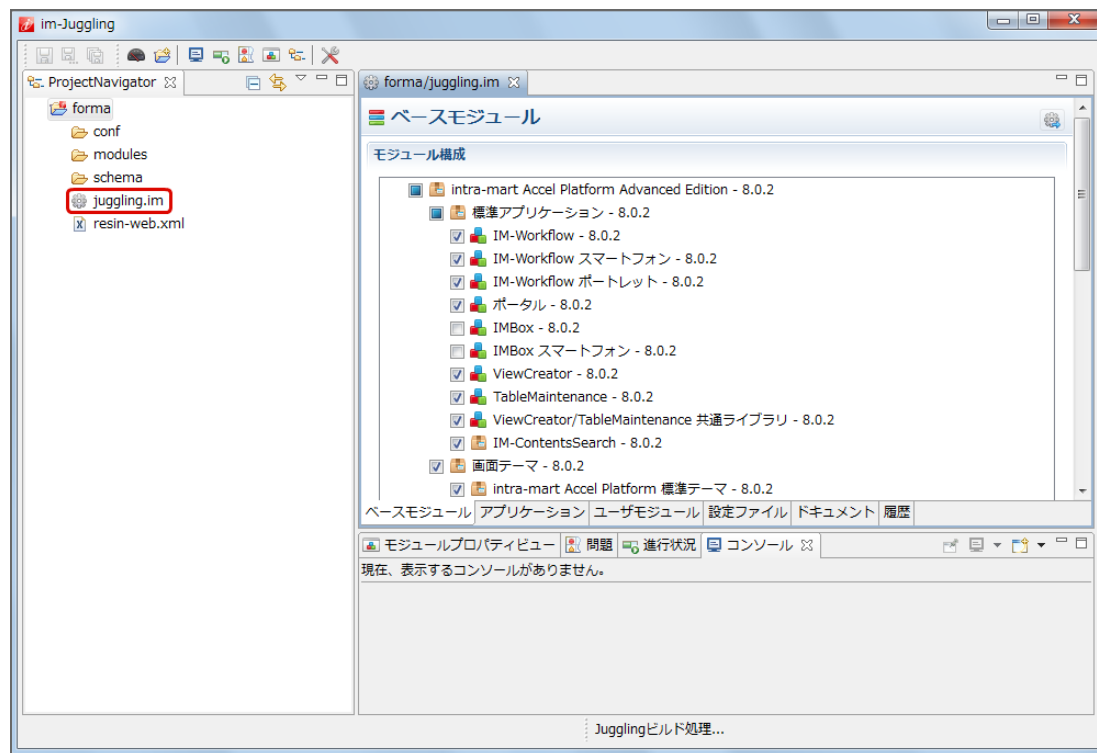 im-Juggling
ProjectNavigator
forma
conf
modules
schema
juggling.im
resin-web.xml
forma/juggling.im
ベースモジュール
モジュール構成
intra-mart Accel Platform Advanced Edition - 8.0.2
標準アプリケーション - 8.0.2
IM-Workflow - 8.0.2
IM-Workflow スマートフォン - 8.0.2
IM-Workflow ポートレット - 8.0.2
ポータル - 8.0.2
IMBox - 8.0.2
IMBox スマートフォン - 8.0.2
ViewCreator - 8.0.2
TableMaintenance - 8.0.2
ViewCreator/TableMaintenance 共通ライブラリ - 8.0.2
IM-ContentsSearch - 8.0.2
画面テーマ - 8.0.2
intra-mart Accel Platform 標準テーマ - 8.0.2
ベースモジュール アプリケーション ユーザモジュール 設定ファイル ドキュメント 履歴
モジュールプロパティビュー 問題 進行状況 コンソール
現在、表示するコンソールがありません。
Jugglingビルド処理...